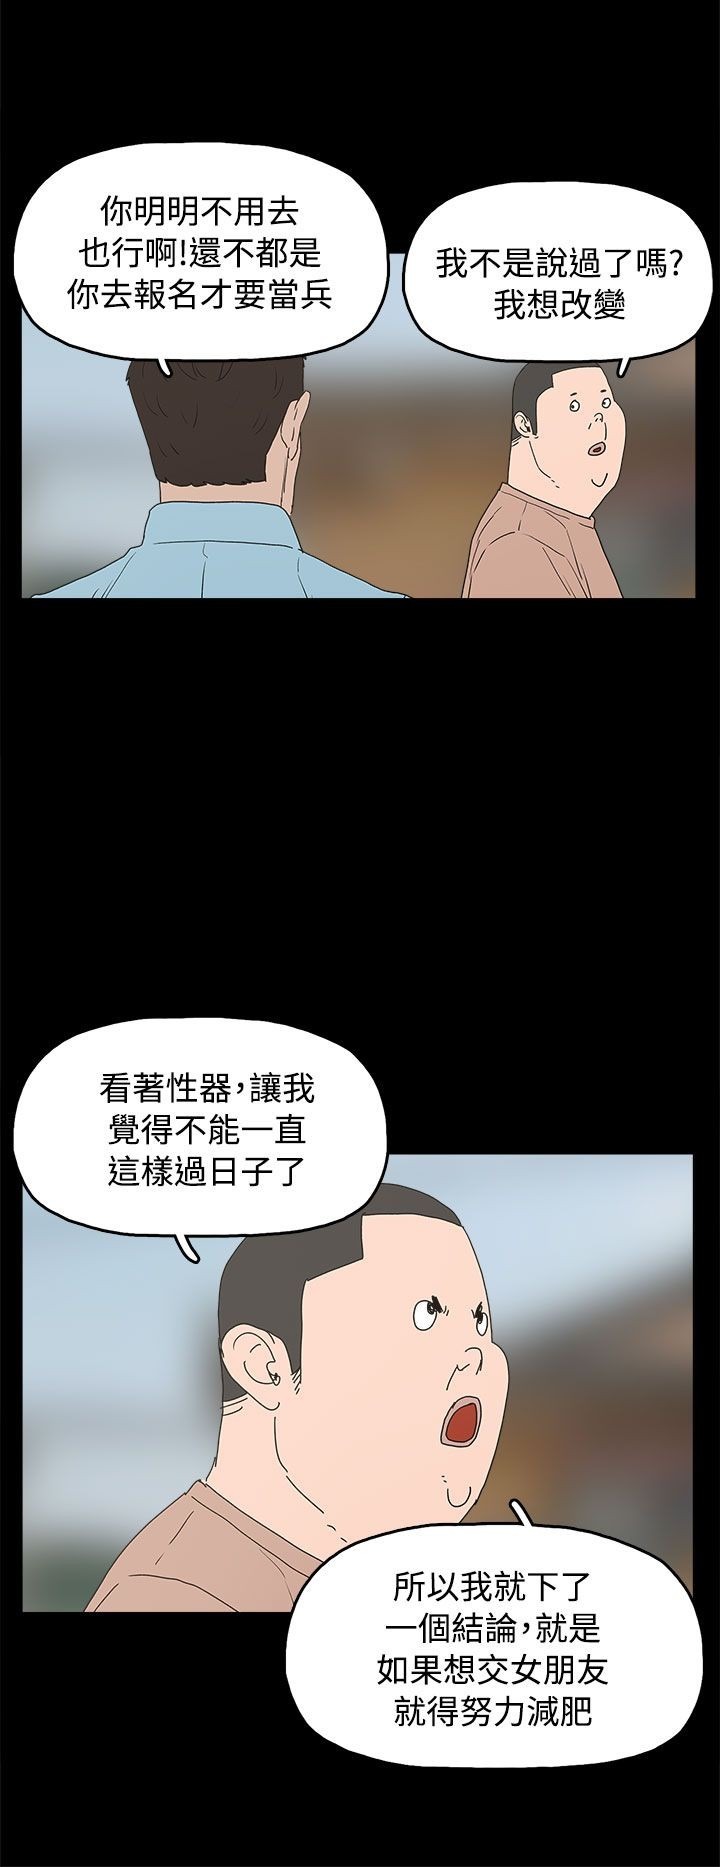 你明明不用去
也行啊!還不都是
你去報名才要當兵
我不是說過了嗎?
我想改變
看著性器,讓我
覺得不能一直
這樣過日子了
所以我就下了
一個結論,就是
如果想交女朋友
就得努力減肥